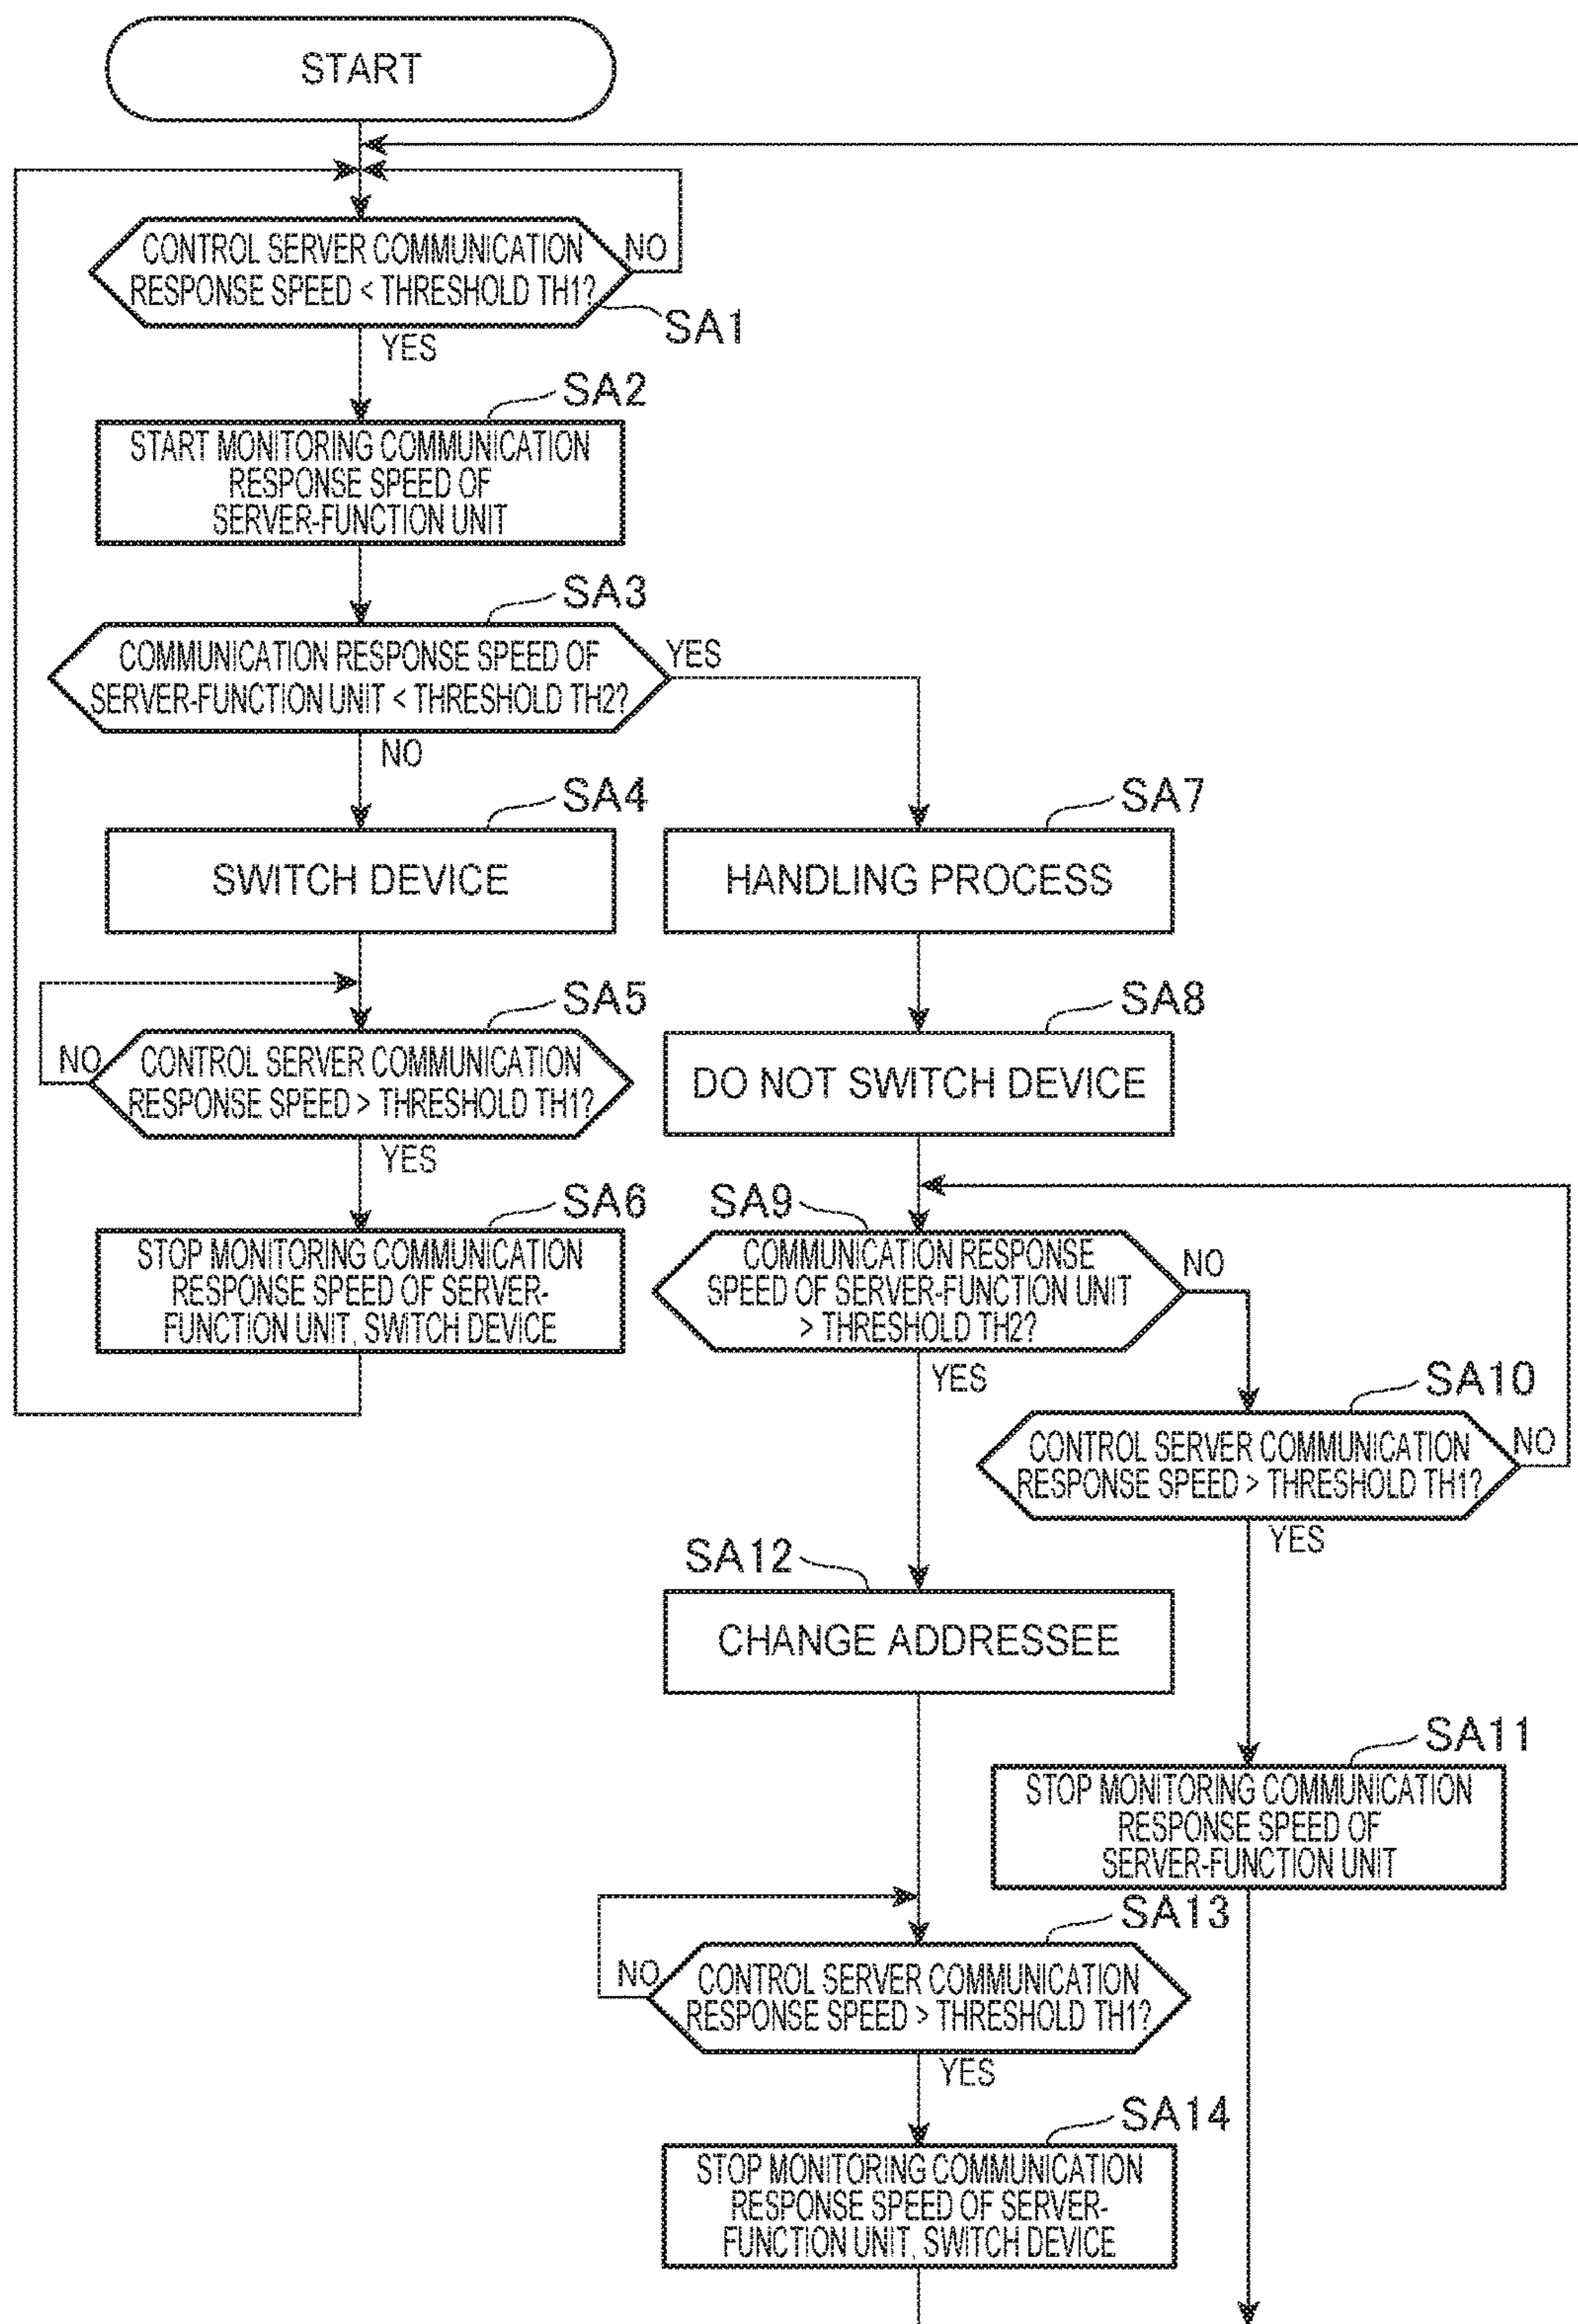 START
CONTROL SERVER COMMUNICATION
RESPONSE SPEED < THRESHOLD TH1?
NO
SA1
YES
SA2
START MONITORING COMMUNICATION
RESPONSE SPEED OF
SERVER-FUNCTION UNIT
SA3
COMMUNICATION RESPONSE SPEED OF
SERVER-FUNCTION UNIT < THRESHOLD TH2?
YES
NO
SA4
SWITCH DEVICE
SA7
HANDLING PROCESS
SA5
NO
CONTROL SERVER COMMUNICATION
RESPONSE SPEED > THRESHOLD TH1?
YES
SA8
DO NOT SWITCH DEVICE
SA6
STOP MONITORING COMMUNICATION
RESPONSE SPEED OF SERVER-
FUNCTION UNIT, SWITCH DEVICE
SA9
COMMUNICATION RESPONSE
SPEED OF SERVER-FUNCTION UNIT
> THRESHOLD TH2?
NO
YES
SA10
CONTROL SERVER COMMUNICATION
RESPONSE SPEED > THRESHOLD TH1?
NO
YES
SA12
CHANGE ADDRESSEE
SA11
STOP MONITORING COMMUNICATION
RESPONSE SPEED OF
SERVER-FUNCTION UNIT
SA13
NO
CONTROL SERVER COMMUNICATION
RESPONSE SPEED > THRESHOLD TH1?
YES
SA14
STOP MONITORING COMMUNICATION
RESPONSE SPEED OF SERVER-
FUNCTION UNIT, SWITCH DEVICE